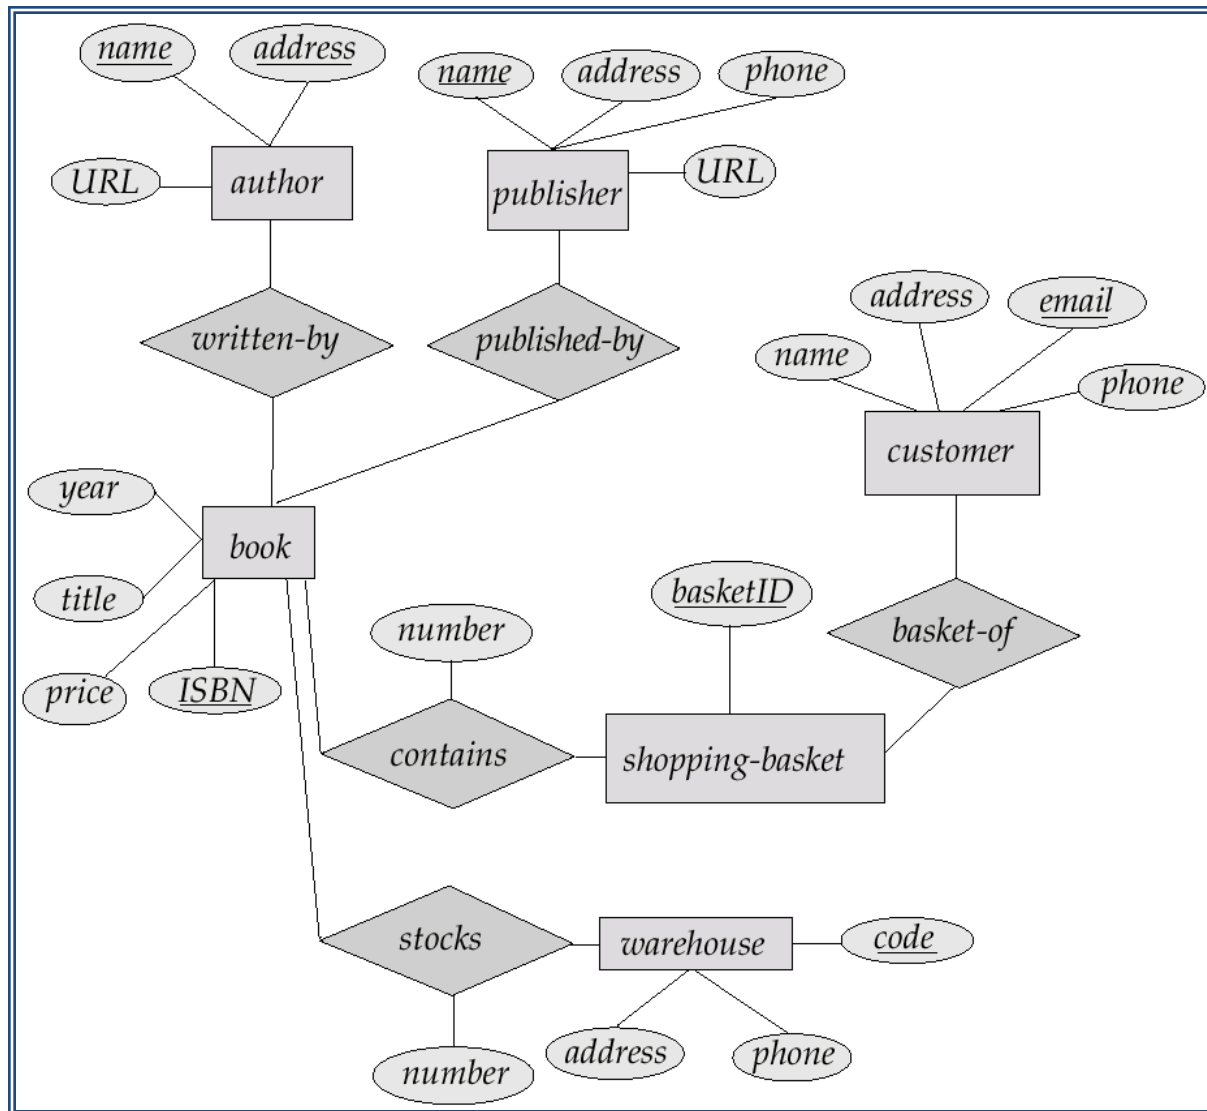 name
address
name
address
phone
URL
author
publisher
URL
written-by
published-by
address
email
name
phone
customer
year
book
title
basketID
number
basket-of
price
ISBN
contains
shopping-basket
stocks
warehouse
code
address
phone
number